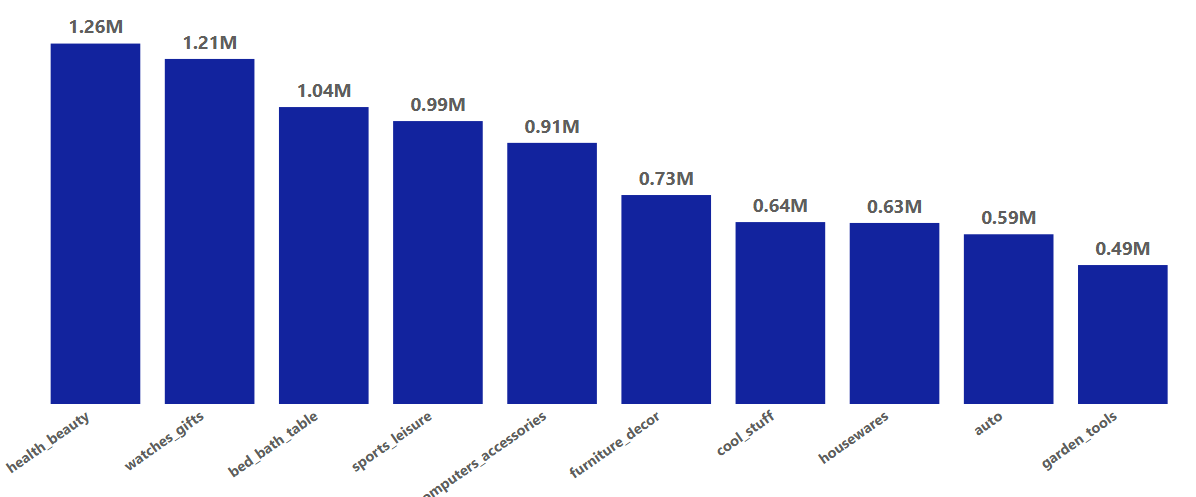 1.26M
1.21M
1.04M
0.99M
0.91M
0.73M
0.64M
0.63M
0.59M
0.49M
health_beauty
watches_gifts
bed_bath_table
sports_leisure
omputers_accessories
furniture_decor
cool_stuff
housewares
auto
garden_tools